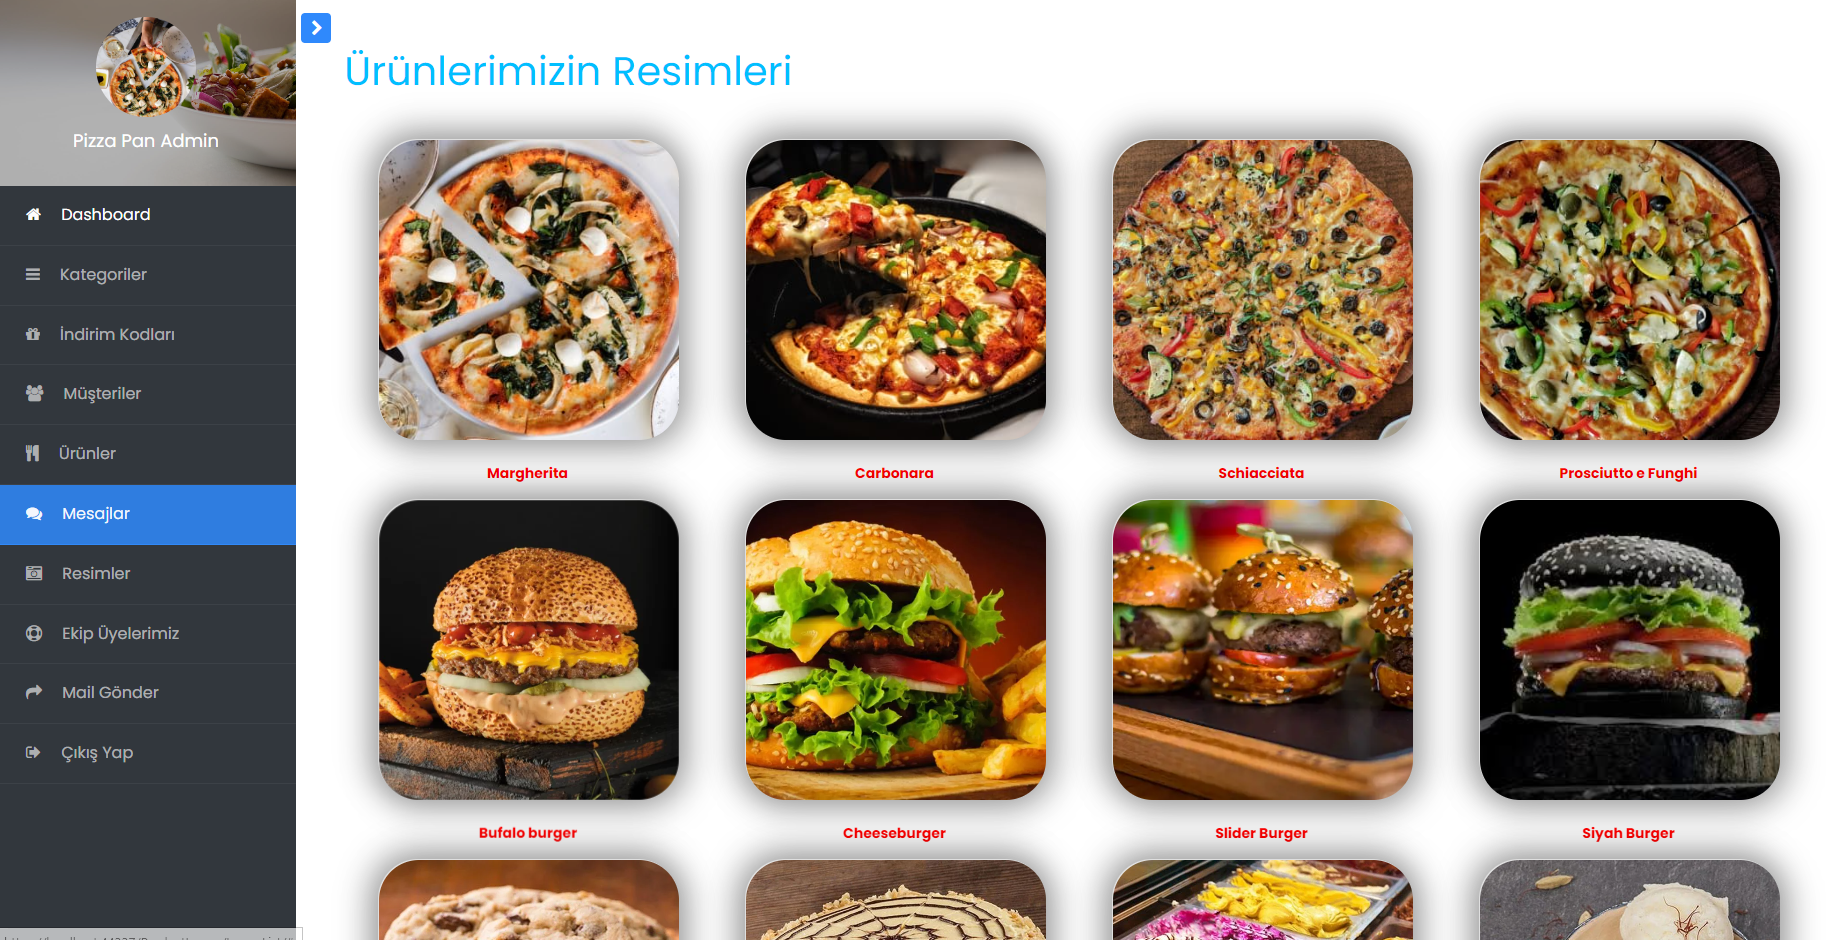 Pizza Pan Admin
Dashboard
Kategoriler
İndirim Kodları
Müşteriler
Ürünler
Mesajlar
Resimler
Ekip Üyelerimiz
Mail Gönder
Çıkış Yap
Ürünlerimizin Resimleri
Margherita
Carbonara
Schiacciata
Prosciutto e Funghi
Bufalo burger
Cheeseburger
Slider Burger
Siyah Burger